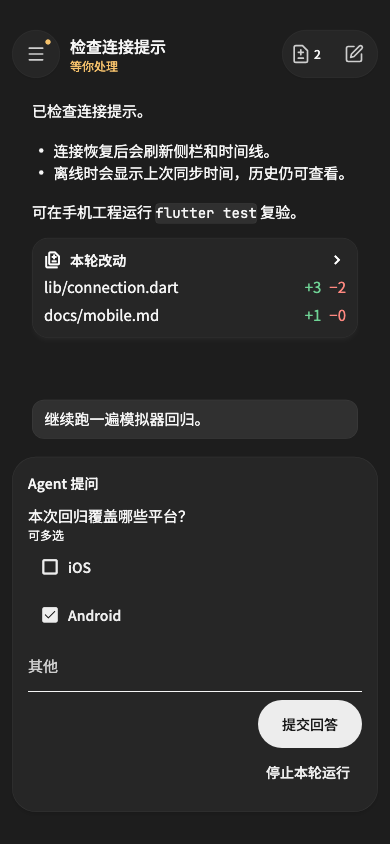 检查连接提示
等你处理
2
已检查连接提示。
• 连接恢复后会刷新侧栏和时间线。
• 离线时会显示上次同步时间，历史仍可查看。
可在手机工程运行 flutter test 复验。
本轮改动
lib/connection.dart +3 −2
docs/mobile.md +1 −0
继续跑一遍模拟器回归。
Agent 提问
本次回归覆盖哪些平台？
可多选
iOS
Android
其他
提交回答
停止本轮运行